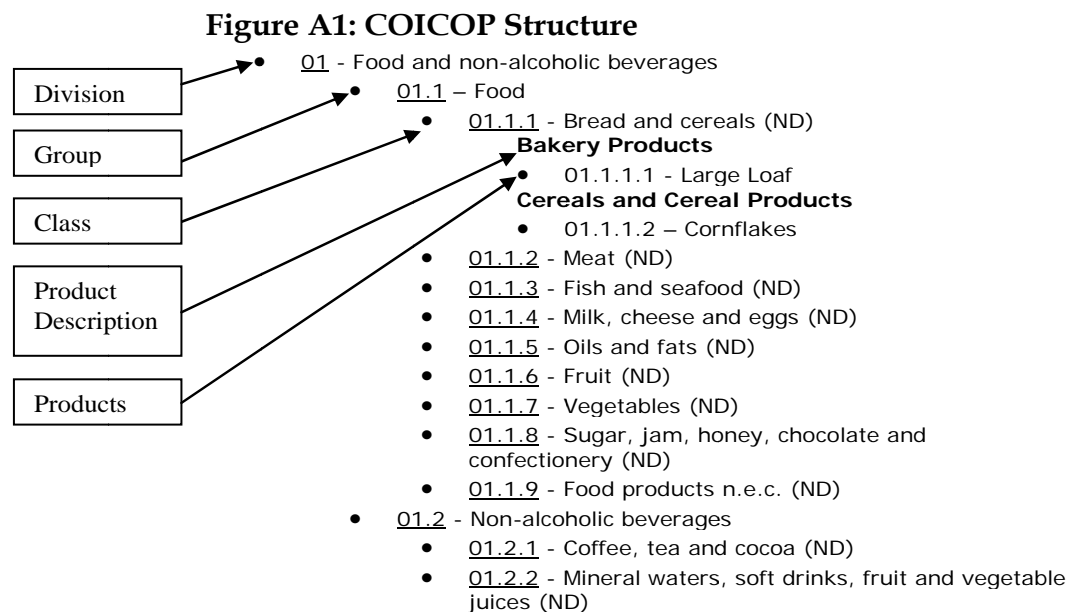 Figure A1: COICOP Structure
Division
Group
Class
Product
Description
Products
• 01 - Food and non-alcoholic beverages
• 01.1 – Food
• 01.1.1 - Bread and cereals (ND)
Bakery Products
• 01.1.1.1 - Large Loaf
Cereals and Cereal Products
• 01.1.1.2 – Cornflakes
• 01.1.2 - Meat (ND)
• 01.1.3 - Fish and seafood (ND)
• 01.1.4 - Milk, cheese and eggs (ND)
• 01.1.5 - Oils and fats (ND)
• 01.1.6 - Fruit (ND)
• 01.1.7 - Vegetables (ND)
• 01.1.8 - Sugar, jam, honey, chocolate and
confectionery (ND)
• 01.1.9 - Food products n.e.c. (ND)
• 01.2 - Non-alcoholic beverages
• 01.2.1 - Coffee, tea and cocoa (ND)
• 01.2.2 - Mineral waters, soft drinks, fruit and vegetable
juices (ND)